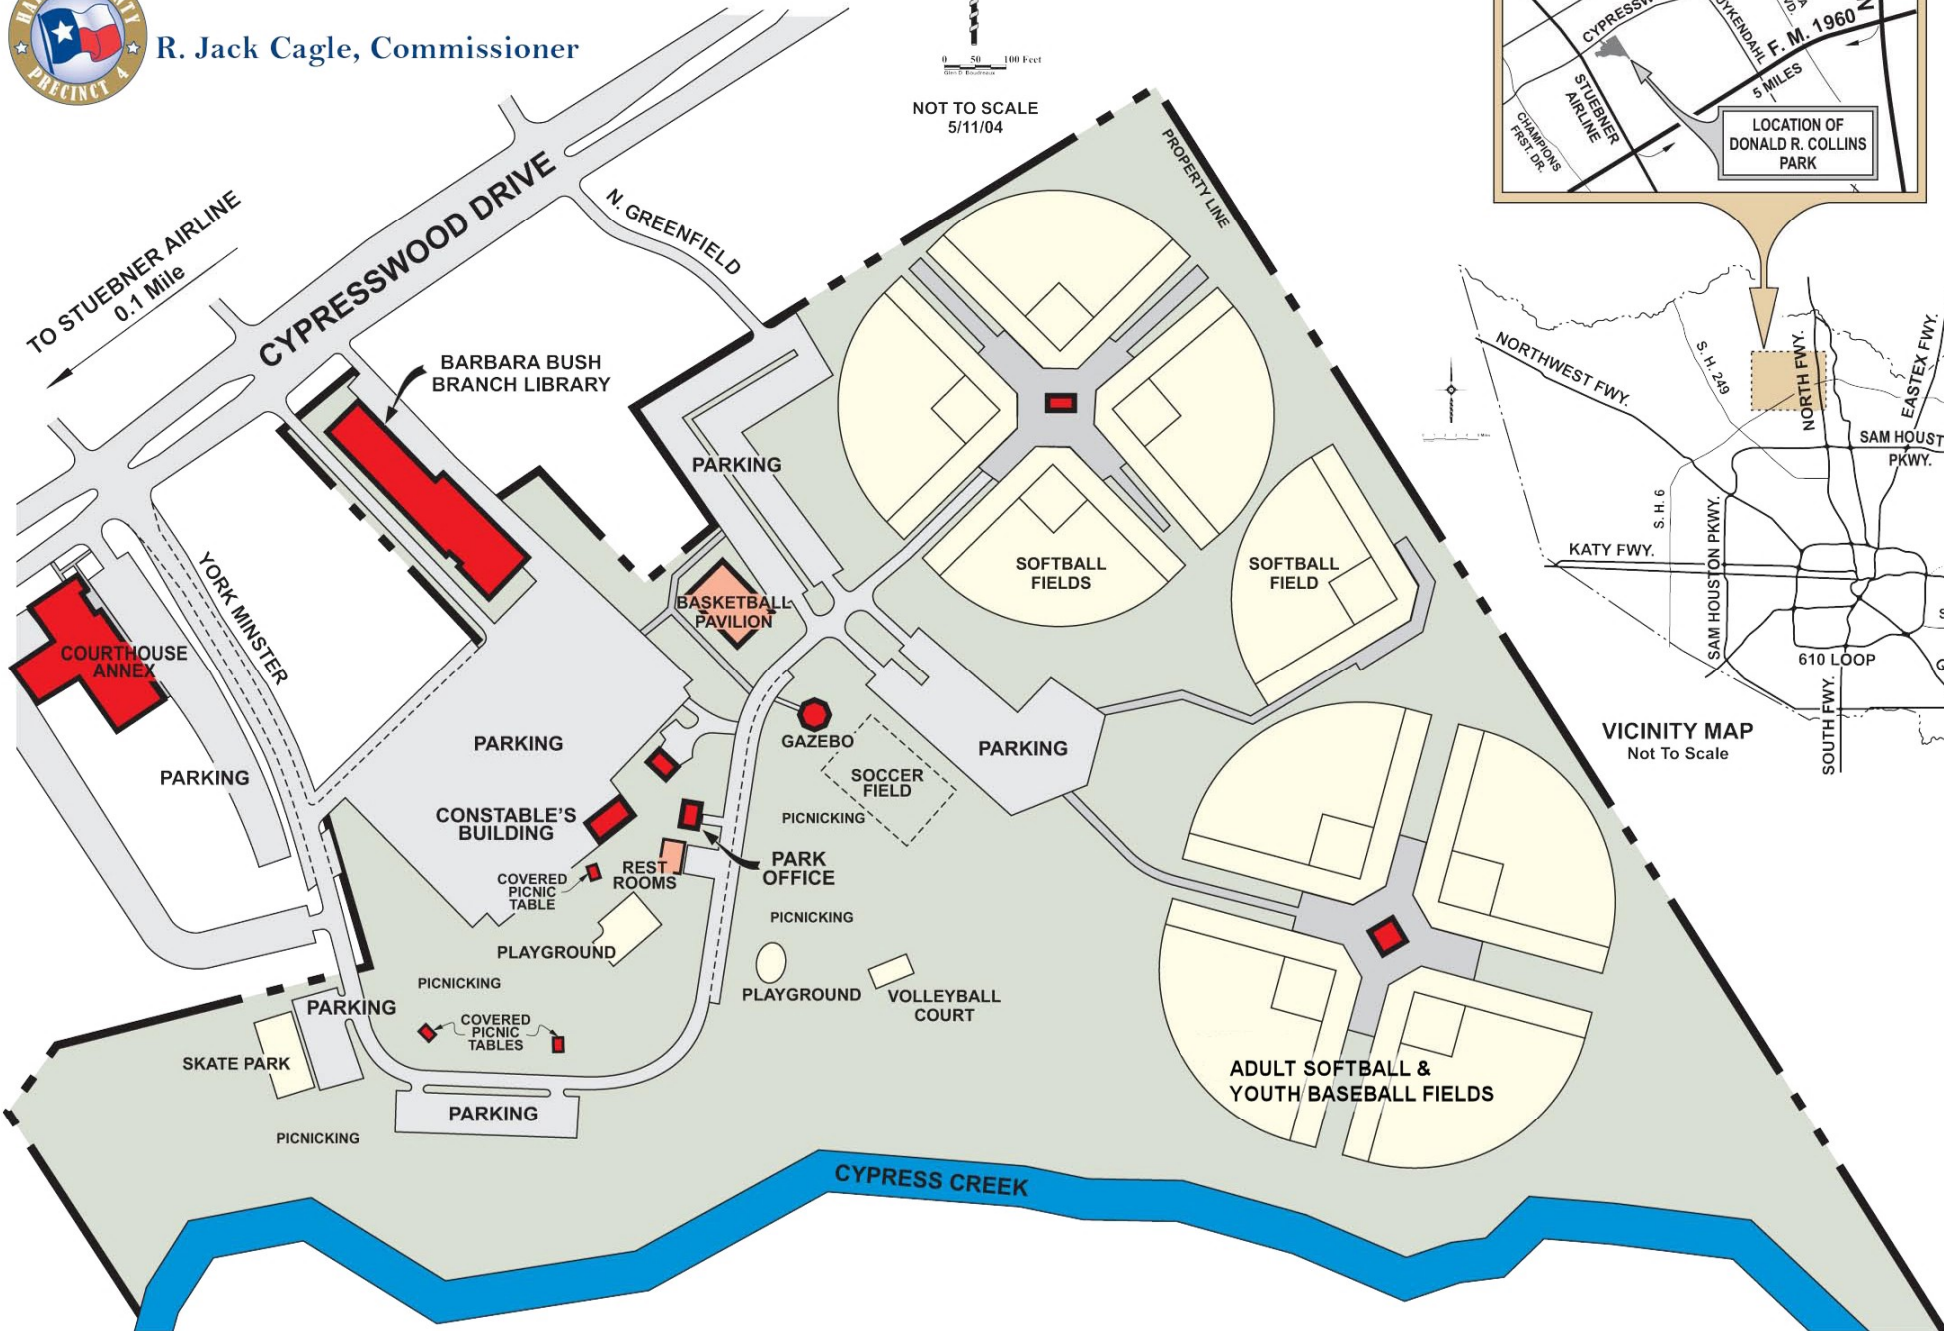 PRECINCT 4
R. Jack Cagle, Commissioner
0 50 100 Feet
Glen D. Boudreaux
NOT TO SCALE
5/11/04
PROPERTY LINE
TO STUEBNER AIRLINE
0.1 Mile
CYPRESSWOOD DRIVE
N. GREENFIELD
BARBARA BUSH
BRANCH LIBRARY
PARKING
YORK MINSTER
COURTHOUSE
ANNEX
PARKING
BASKETBALL
PAVILION
SOFTBALL
FIELDS
SOFTBALL
FIELD
PARKING
GAZEBO
PARKING
SOCCER
FIELD
PICNICKING
CONSTABLE'S
BUILDING
PARK
OFFICE
REST
ROOMS
COVERED
PICNIC
TABLE
PICNICKING
PLAYGROUND
PICNICKING
PLAYGROUND
VOLLEYBALL
COURT
PARKING
COVERED
PICNIC
TABLES
SKATE PARK
PARKING
PICNICKING
ADULT SOFTBALL &
YOUTH BASEBALL FIELDS
CYPRESS CREEK
F. M. 1960
5 MILES
STUEBNER
AIRLINE
CHAMPIONS
FRST. DR.
LOCATION OF
DONALD R. COLLINS
PARK
NORTHWEST FWY.
S. H. 249
NORTH FWY.
EASTEX FWY.
SAM HOUST
PKWY.
S. H. 6
SAM HOUSTON PKWY.
KATY FWY.
610 LOOP
SOUTH FWY.
VICINITY MAP
Not To Scale